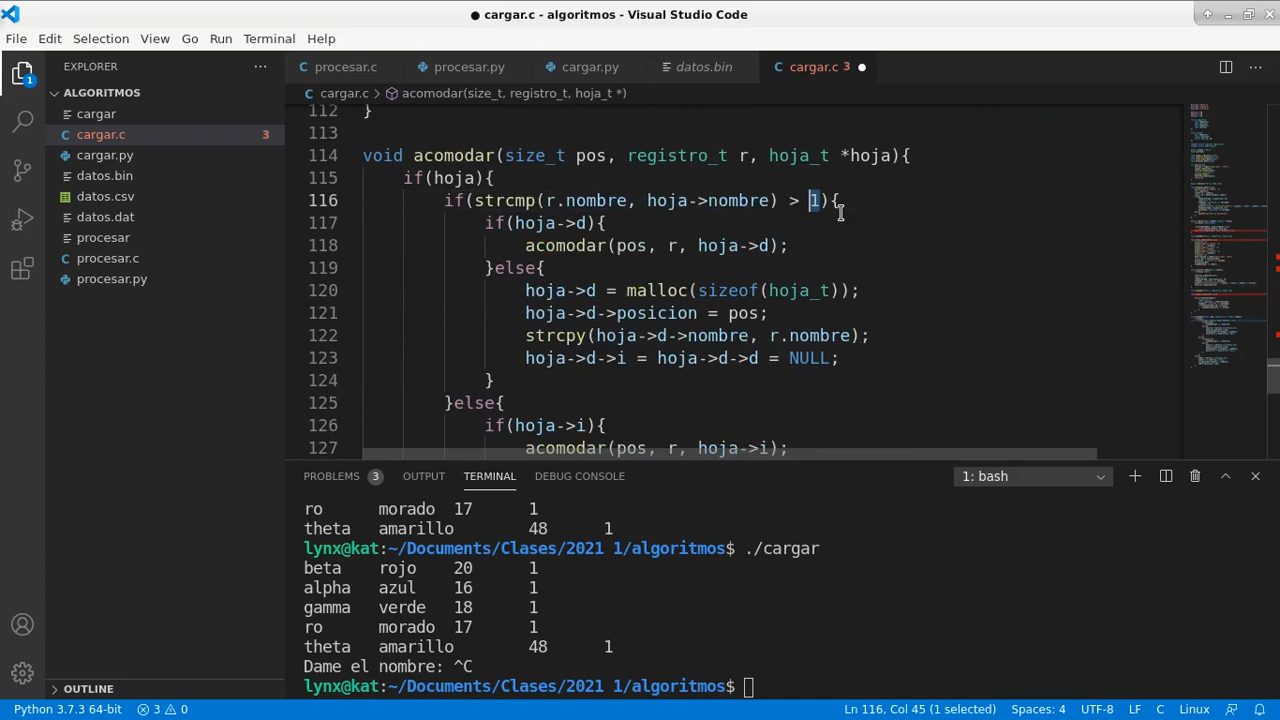 ● cargar.c - algoritmos - Visual Studio Code
File Edit Selection View Go Run Terminal Help
EXPLORER
procesar.c procesar.py cargar.py datos.bin cargar.c 3 ●
ALGORITMOS
cargar.c > acomodar(size_t, registro_t, hoja_t *)
cargar
cargar.c 3
cargar.py
datos.bin
datos.csv
datos.dat
procesar
procesar.c
procesar.py
112 }
113
114 void acomodar(size_t pos, registro_t r, hoja_t *hoja){
115 if(hoja){
116 if(strcmp(r.nombre, hoja->nombre) > 1){
117 if(hoja->d){
118 acomodar(pos, r, hoja->d);
119 }else{
120 hoja->d = malloc(sizeof(hoja_t));
121 hoja->d->posicion = pos;
122 strcpy(hoja->d->nombre, r.nombre);
123 hoja->d->i = hoja->d->d = NULL;
124 }
125 }else{
126 if(hoja->i){
127 acomodar(pos, r, hoja->i);
PROBLEMS 3 OUTPUT TERMINAL DEBUG CONSOLE 1: bash
ro morado 17 1
theta amarillo 48 1
lynx@kat:~/Documents/Clases/2021 1/algoritmos$ ./cargar
beta rojo 20 1
alpha azul 16 1
gamma verde 18 1
ro morado 17 1
theta amarillo 48 1
Dame el nombre: ^C
lynx@kat:~/Documents/Clases/2021 1/algoritmos$
OUTLINE
Python 3.7.3 64-bit 3 0 Ln 116, Col 45 (1 selected) Spaces: 4 UTF-8 LF C Linux